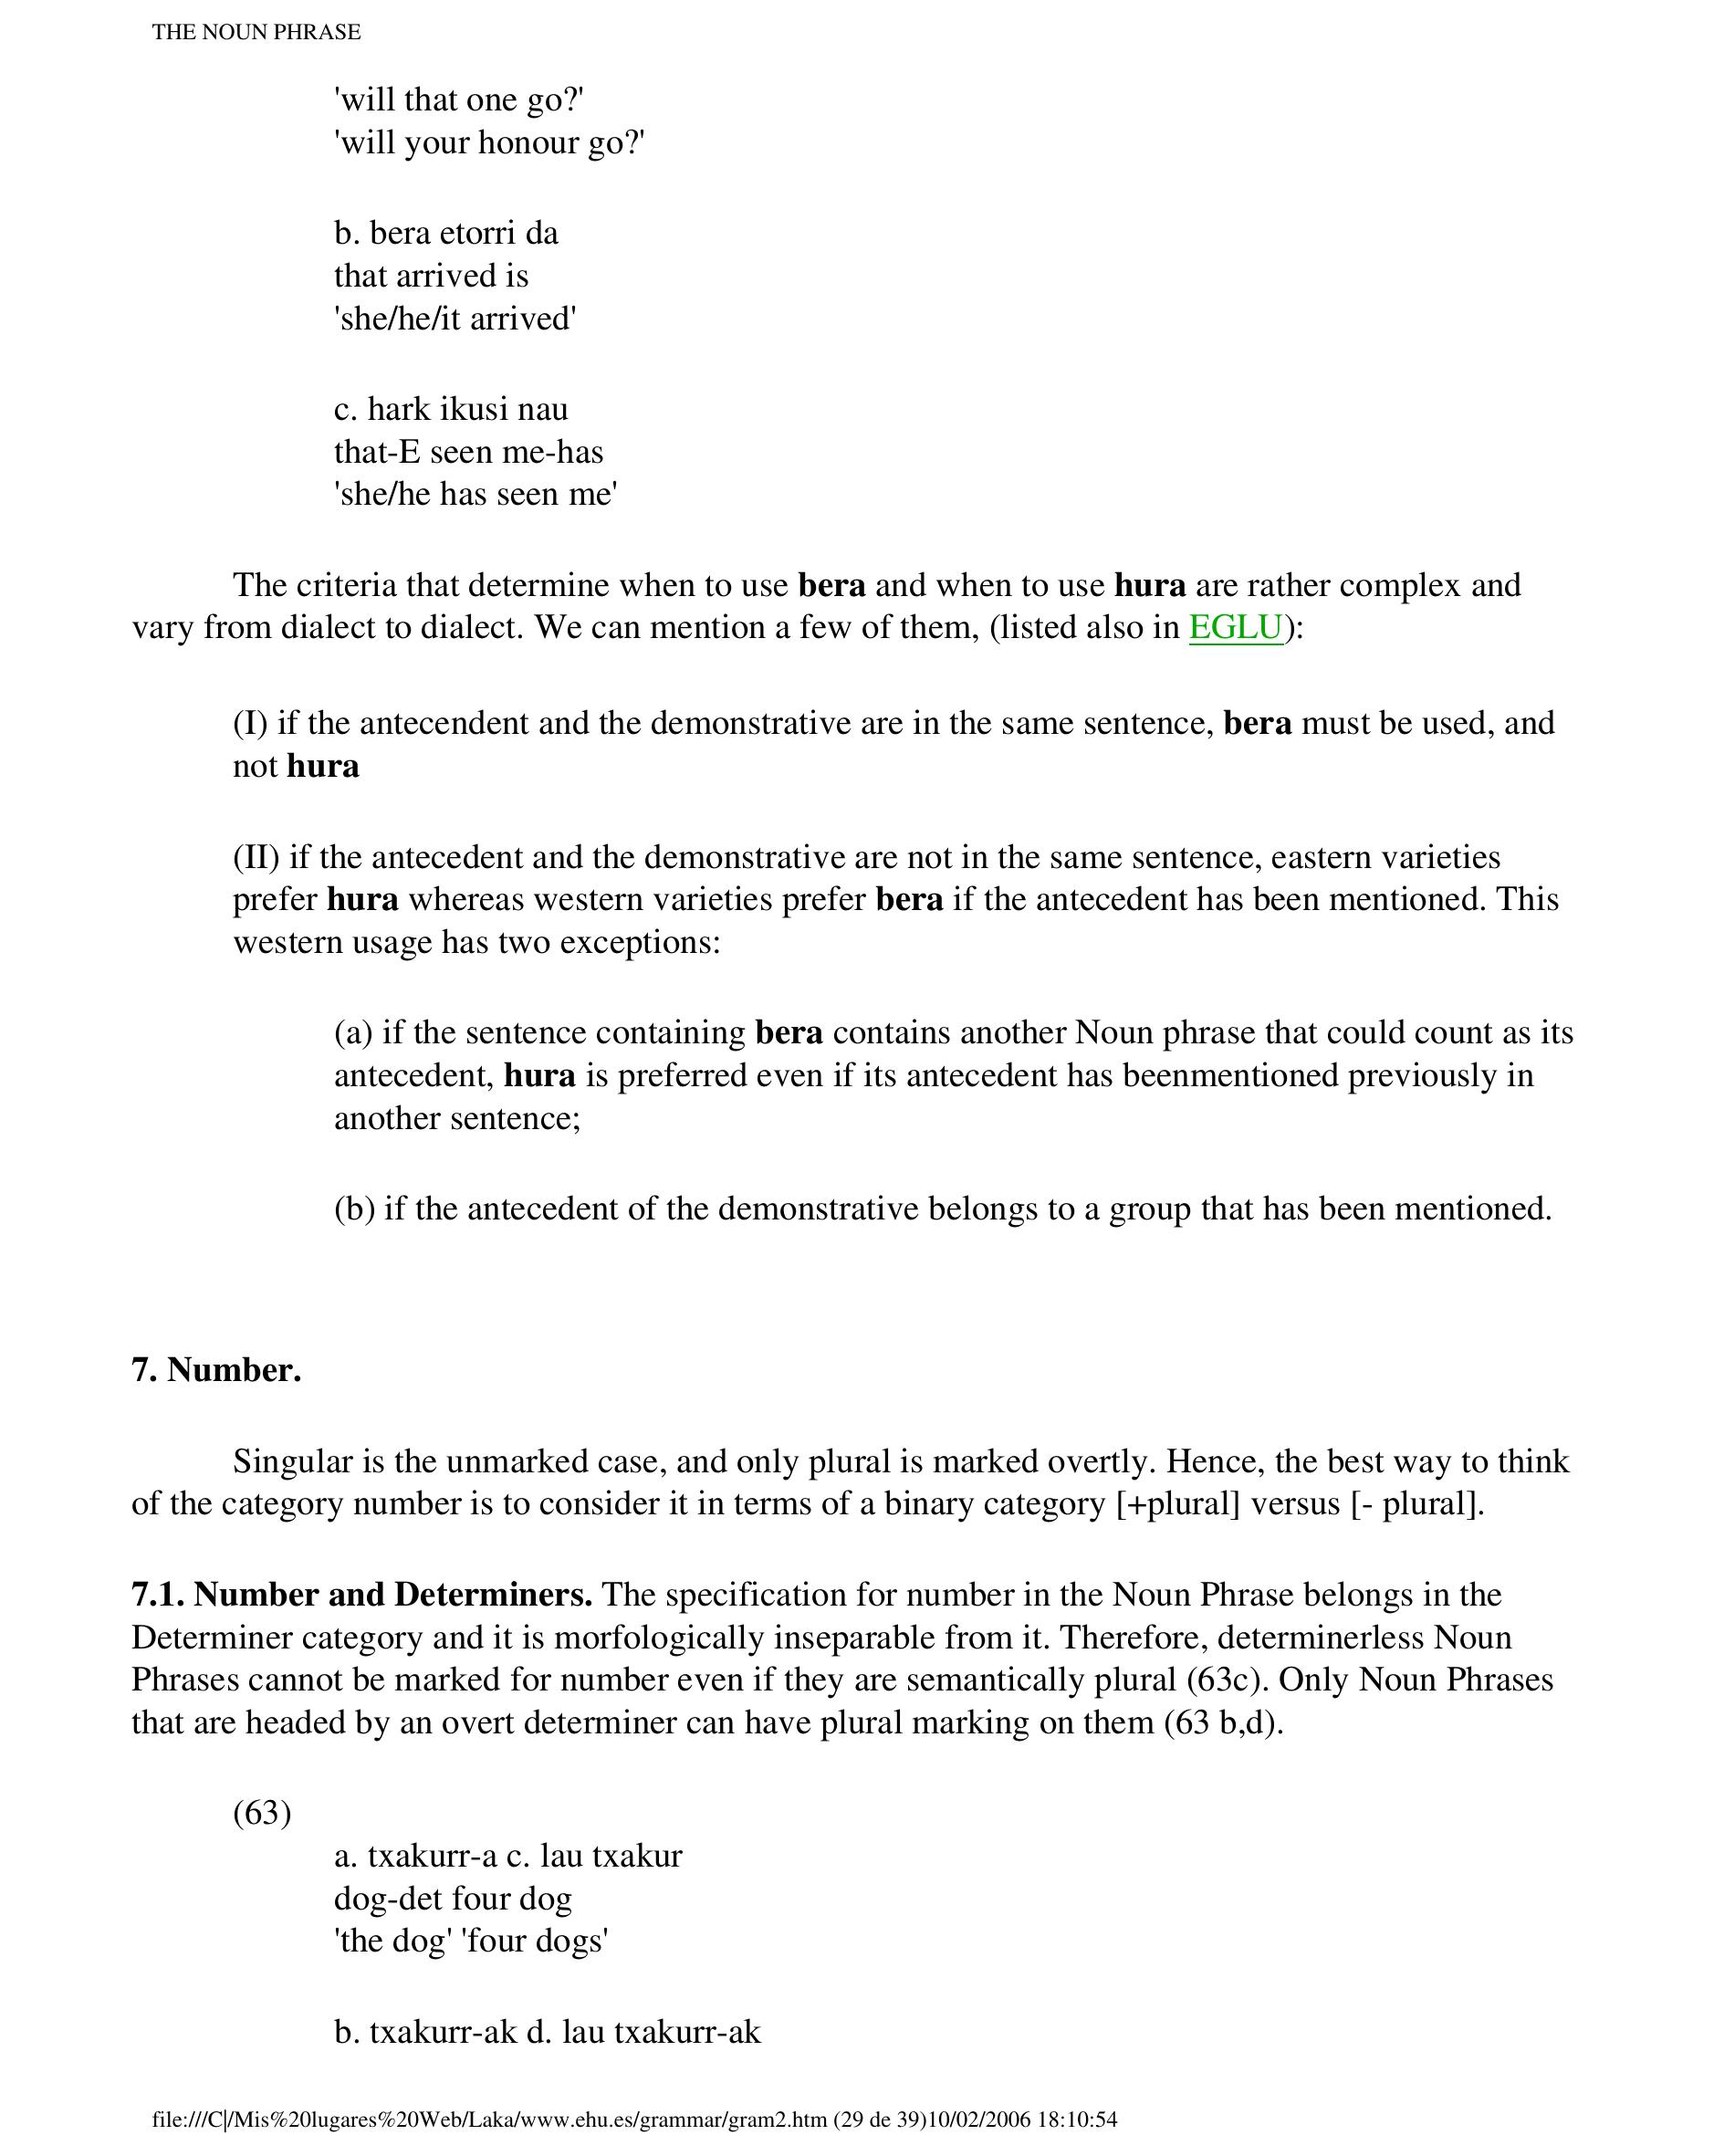 THE NOUN PHRASE
'will that one go?'
'will your honour go?'
b. bera etorri da
that arrived is
'she/he/it arrived'
c. hark ikusi nau
that-E seen me-has
'she/he has seen me'
The criteria that determine when to use bera and when to use hura are rather complex and
vary from dialect to dialect. We can mention a few of them, (listed also in EGLU):
(I) if the antecendent and the demonstrative are in the same sentence, bera must be used, and
not hura
(II) if the antecedent and the demonstrative are not in the same sentence, eastern varieties
prefer hura whereas western varieties prefer bera if the antecedent has been mentioned. This
western usage has two exceptions:
(a) if the sentence containing bera contains another Noun phrase that could count as its
antecedent, hura is preferred even if its antecedent has beenmentioned previously in
another sentence;
(b) if the antecedent of the demonstrative belongs to a group that has been mentioned.
7. Number.
Singular is the unmarked case, and only plural is marked overtly. Hence, the best way to think
of the category number is to consider it in terms of a binary category [+plural] versus [- plural].
7.1. Number and Determiners. The specification for number in the Noun Phrase belongs in the
Determiner category and it is morfologically inseparable from it. Therefore, determinerless Noun
Phrases cannot be marked for number even if they are semantically plural (63c). Only Noun Phrases
that are headed by an overt determiner can have plural marking on them (63 b,d).
(63)
a. txakurr-a c. lau txakur
dog-det four dog
'the dog' 'four dogs'
b. txakurr-ak d. lau txakurr-ak
file:///C|/Mis%20lugares%20Web/Laka/www.ehu.es/grammar/gram2.htm (29 de 39)10/02/2006 18:10:54